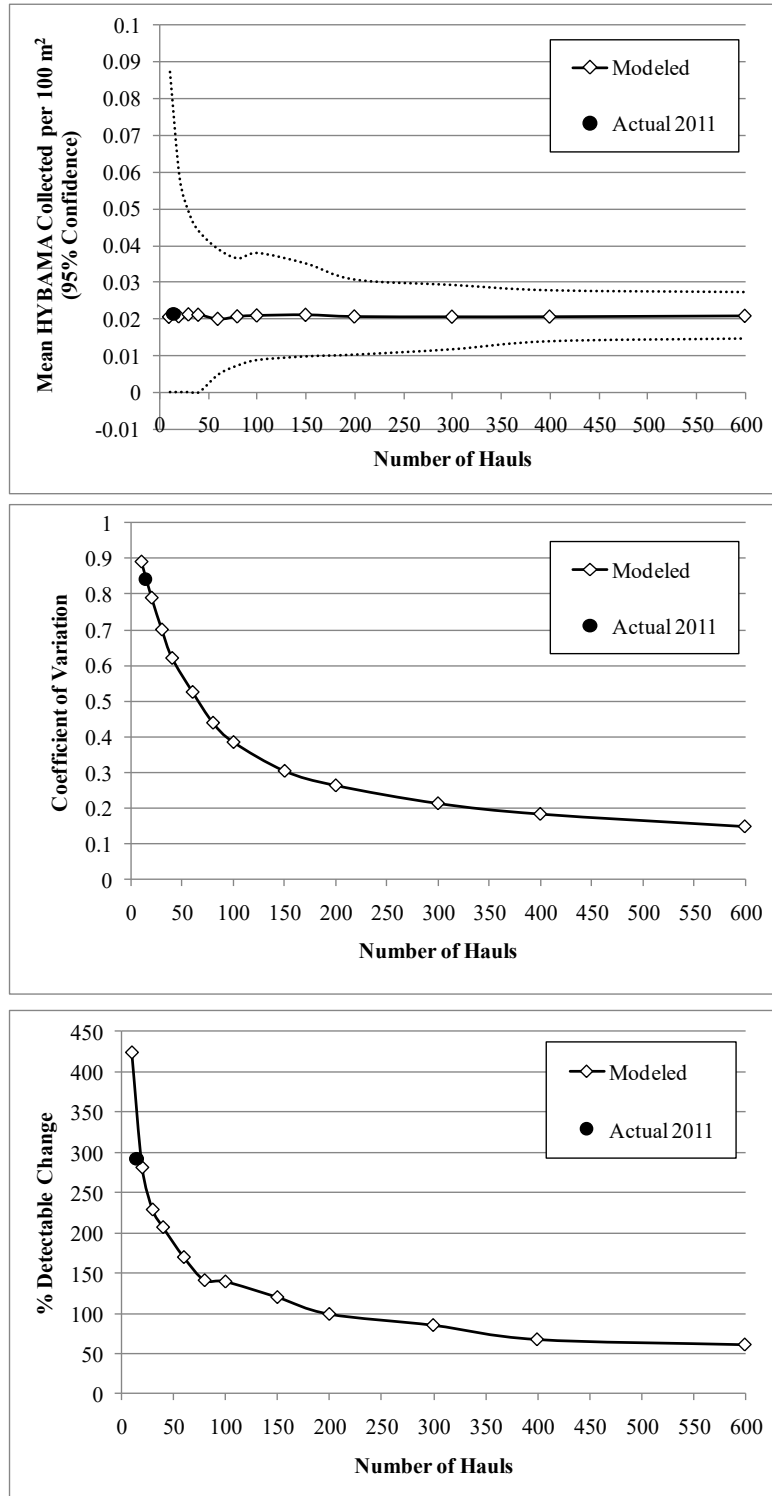 0.1
0.09
0.08
0.07
0.06
0.05
0.04
0.03
0.02
0.01
0
-0.01
Mean HYBAMA Collected per 100 m²
(95% Confidence)
Modeled
Actual 2011
0 50 100 150 200 250 300 350 400 450 500 550 600
Number of Hauls
1
0.9
0.8
0.7
0.6
0.5
0.4
0.3
0.2
0.1
0
Coefficient of Variation
Modeled
Actual 2011
0 50 100 150 200 250 300 350 400 450 500 550 600
Number of Hauls
450
400
350
300
250
200
150
100
50
0
% Detectable Change
Modeled
Actual 2011
0 50 100 150 200 250 300 350 400 450 500 550 600
Number of Hauls